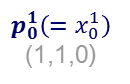 p₀¹(= x₀¹)
(1,1,0)